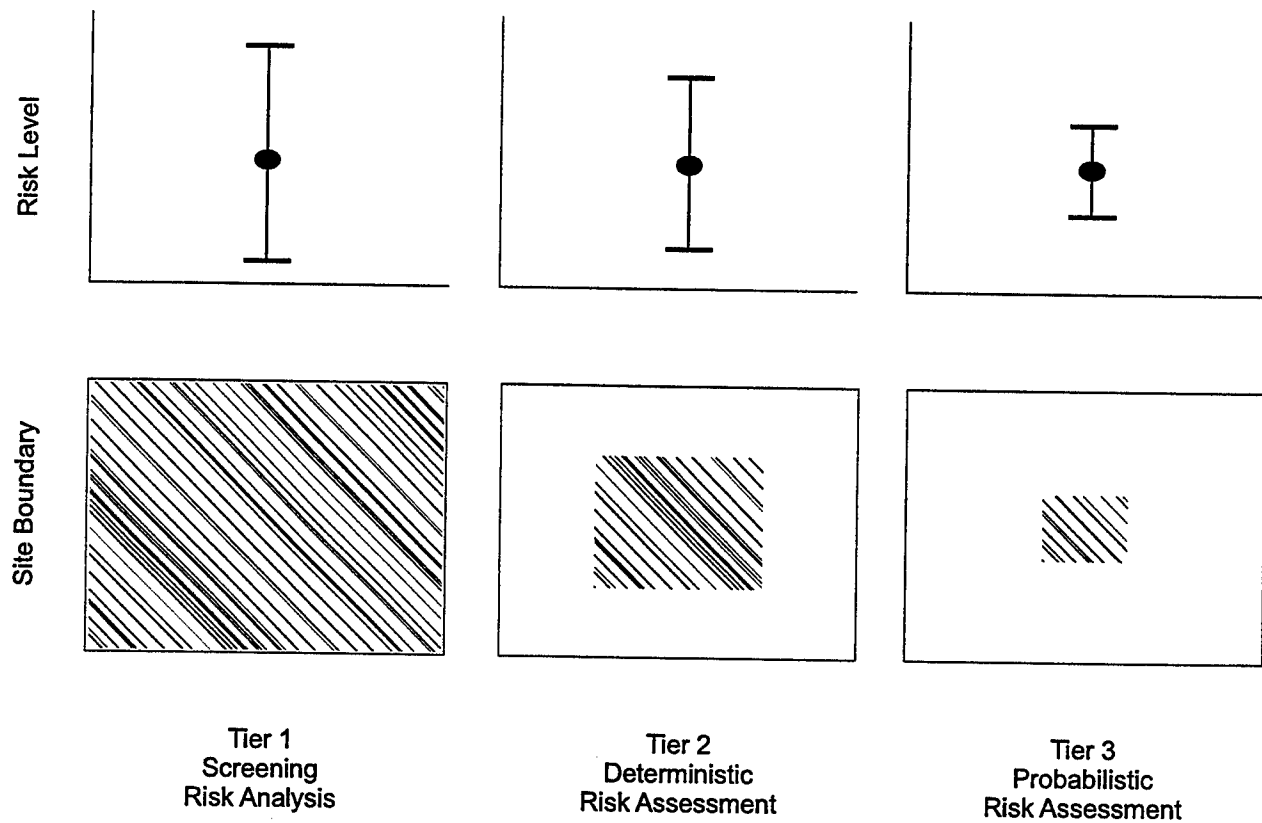 Risk Level
Site Boundary
Tier 1
Screening
Risk Analysis
Tier 2
Deterministic
Risk Assessment
Tier 3
Probabilistic
Risk Assessment